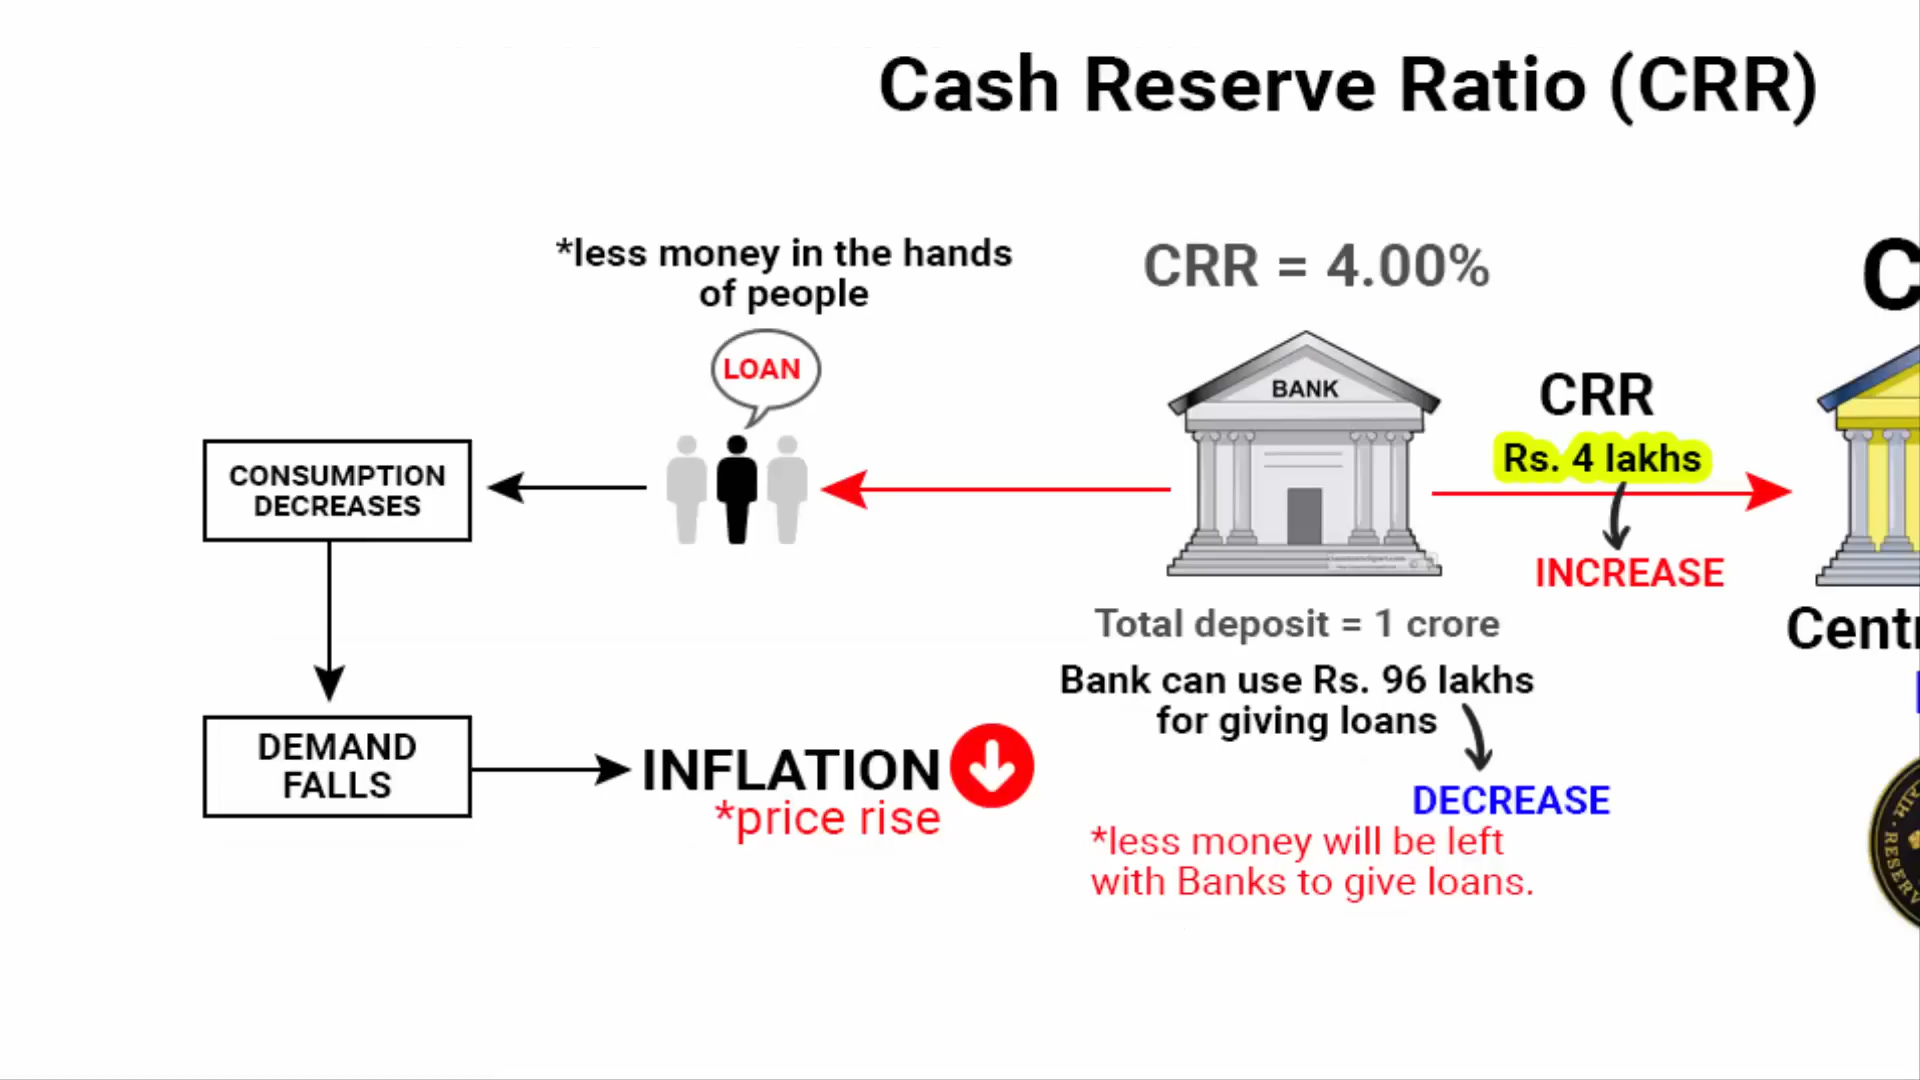 Cash Reserve Ratio (CRR)
*less money in the hands
of people
CRR = 4.00%
C
LOAN
BANK
CRR
Rs. 4 lakhs
CONSUMPTION
DECREASES
INCREASE
Total deposit = 1 crore
Centr
Bank can use Rs. 96 lakhs
for giving loans
DEMAND
FALLS
INFLATION
*price rise
DECREASE
*less money will be left
with Banks to give loans.
RESERV